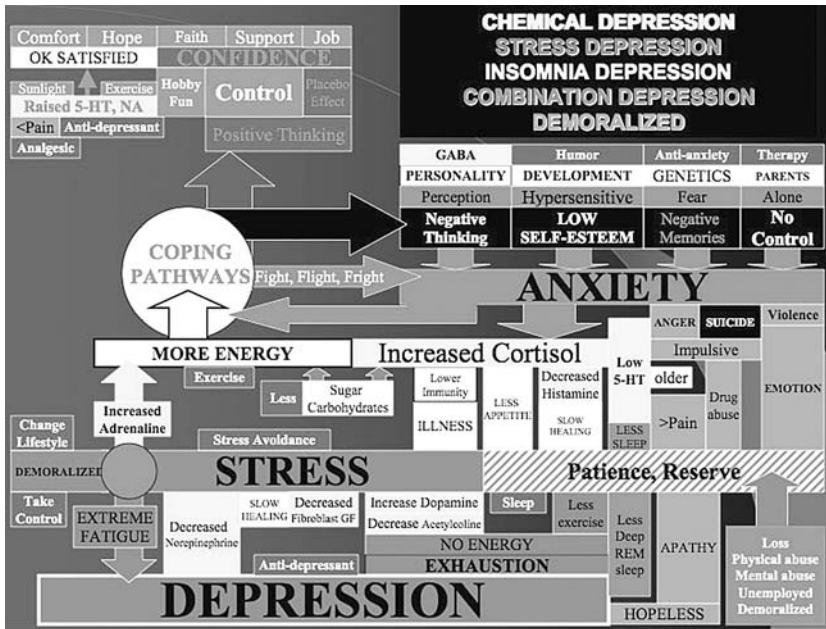 CHEMICAL DEPRESSION
STRESS DEPRESSION
INSOMNIA DEPRESSION
COMBINATION DEPRESSION
DEMORALIZED
Comfort Hope Faith Support Job
OK SATISFIED CONFIDENCE
Sunlight Exercise
Raised 5-HT, NA
<Pain Anti-depressant
Analgesic
Hobby
Fun
Control
Placebo
Effect
Positive Thinking
GABA Humor Anti-anxiety Therapy
PERSONALITY DEVELOPMENT GENETICS PARENTS
Perception Hypersensitive Fear Alone
Negative
Thinking
LOW
SELF-ESTEEM
Negative
Memories
No
Control
COPING
PATHWAYS
Fight, Flight, Fright
ANXIETY
MORE ENERGY
Increased Cortisol
Exercise
Less
Sugar
Carbohydrates
Lower
Immunity
ILLNESS
LESS
APPETITE
Decreased
Histamine
SLOW
HEALING
Low
5-HT
LESS
SLEEP
ANGER SUICIDE
Impulsive
older
>Pain
Drug
abuse
Violence
EMOTION
Increased
Adrenaline
Change
Lifestyle
Stress Avoidance
DEMORALIZED
STRESS
Patience, Reserve
Take
Control
EXTREME
FATIGUE
Decreased
Norepinephrine
SLOW
HEALING
Decreased
Fibroblast GF
Anti-depressant
Increase Dopamine
Decrease Acetylcoline
Sleep
Less
exercise
NO ENERGY
EXHAUSTION
Less
Deep
REM
sleep
APATHY
HOPELESS
Loss
Physical abuse
Mental abuse
Unemployed
Demoralized
DEPRESSION